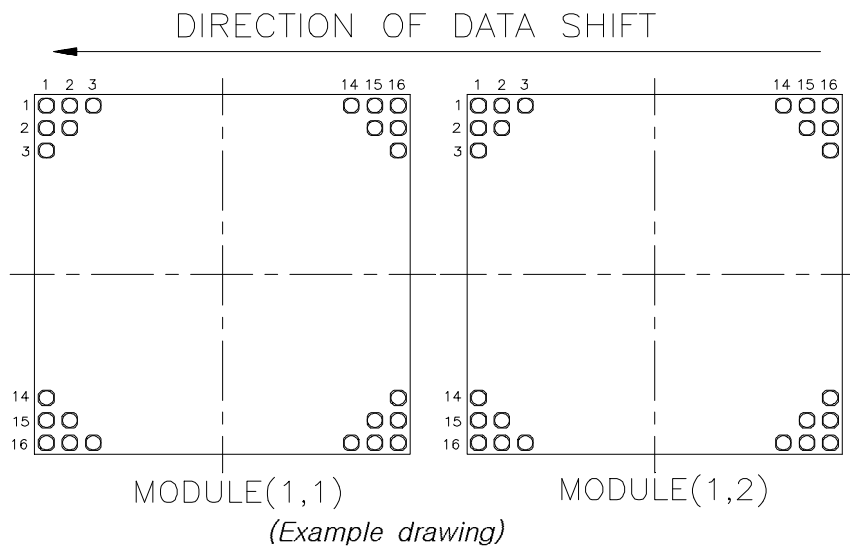 DIRECTION OF DATA SHIFT
1 2 3 14 15 16 1 2 3 14 15 16
1 1
2 2
3 3
14 14
15 15
16 16
MODULE(1,1) MODULE(1,2)
(Example drawing)